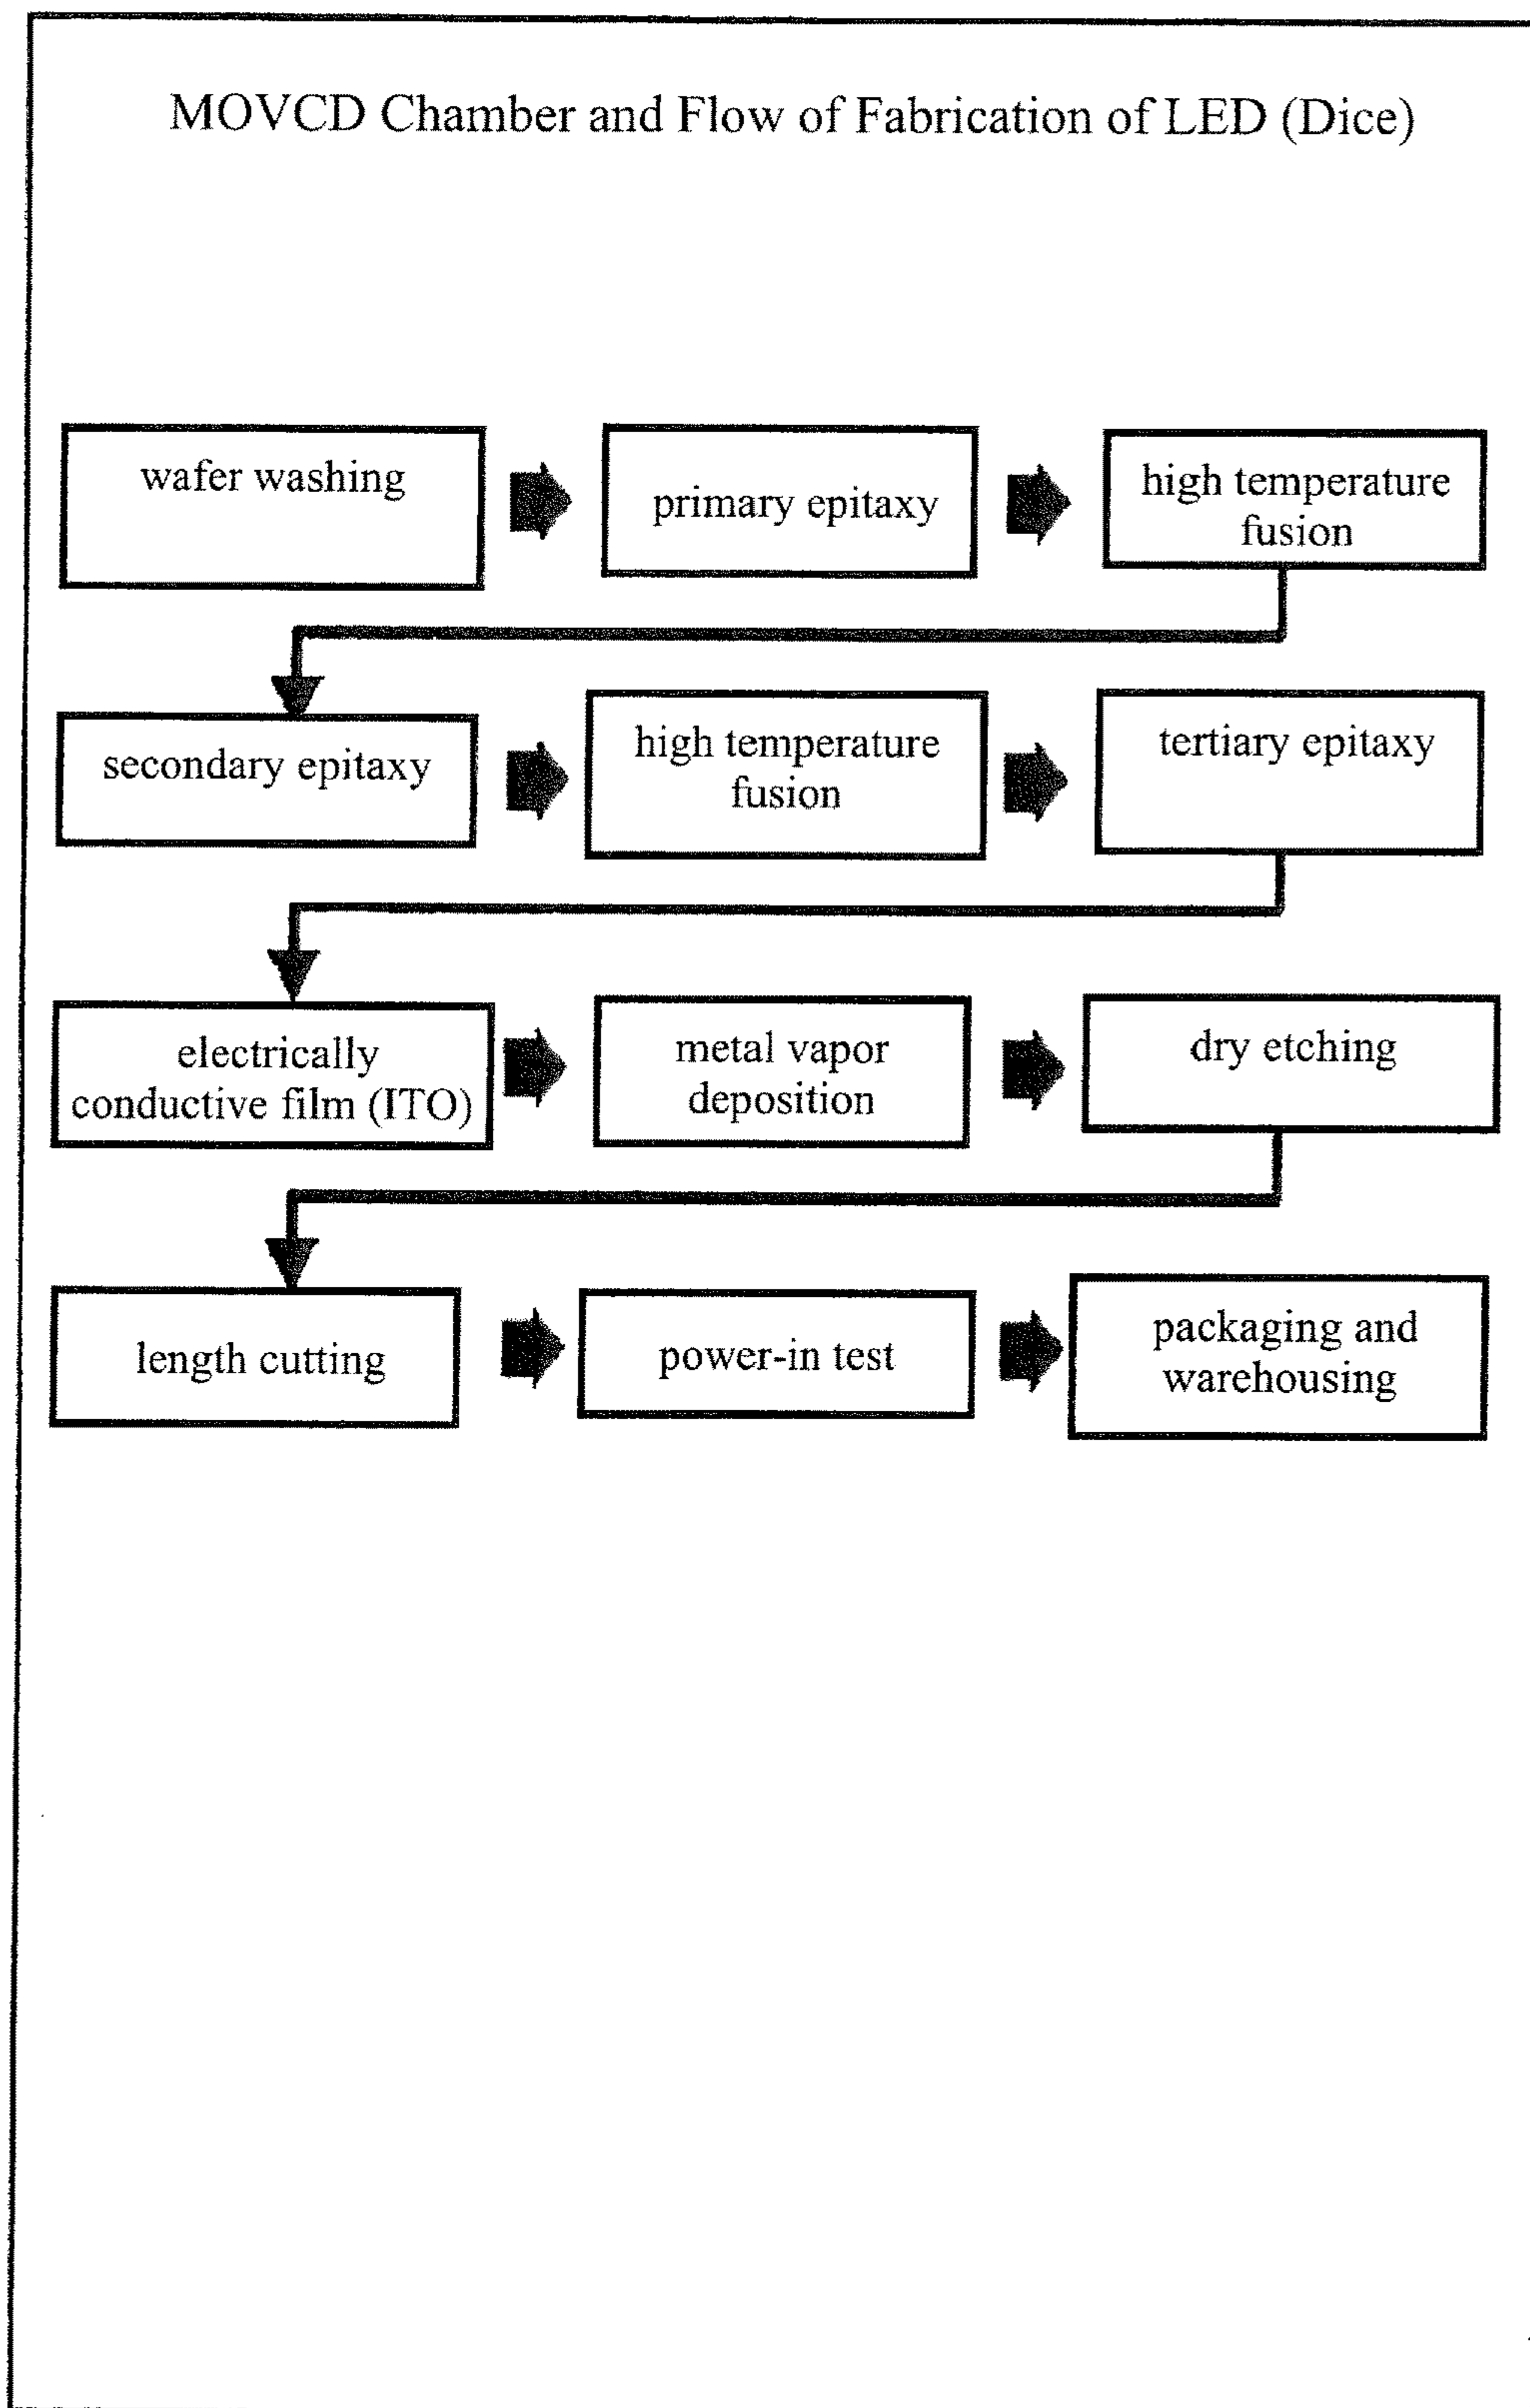 MOVCD Chamber and Flow of Fabrication of LED (Dice)
wafer washing
primary epitaxy
high temperature
fusion
secondary epitaxy
high temperature
fusion
tertiary epitaxy
electrically
conductive film (ITO)
metal vapor
deposition
dry etching
length cutting
power-in test
packaging and
warehousing